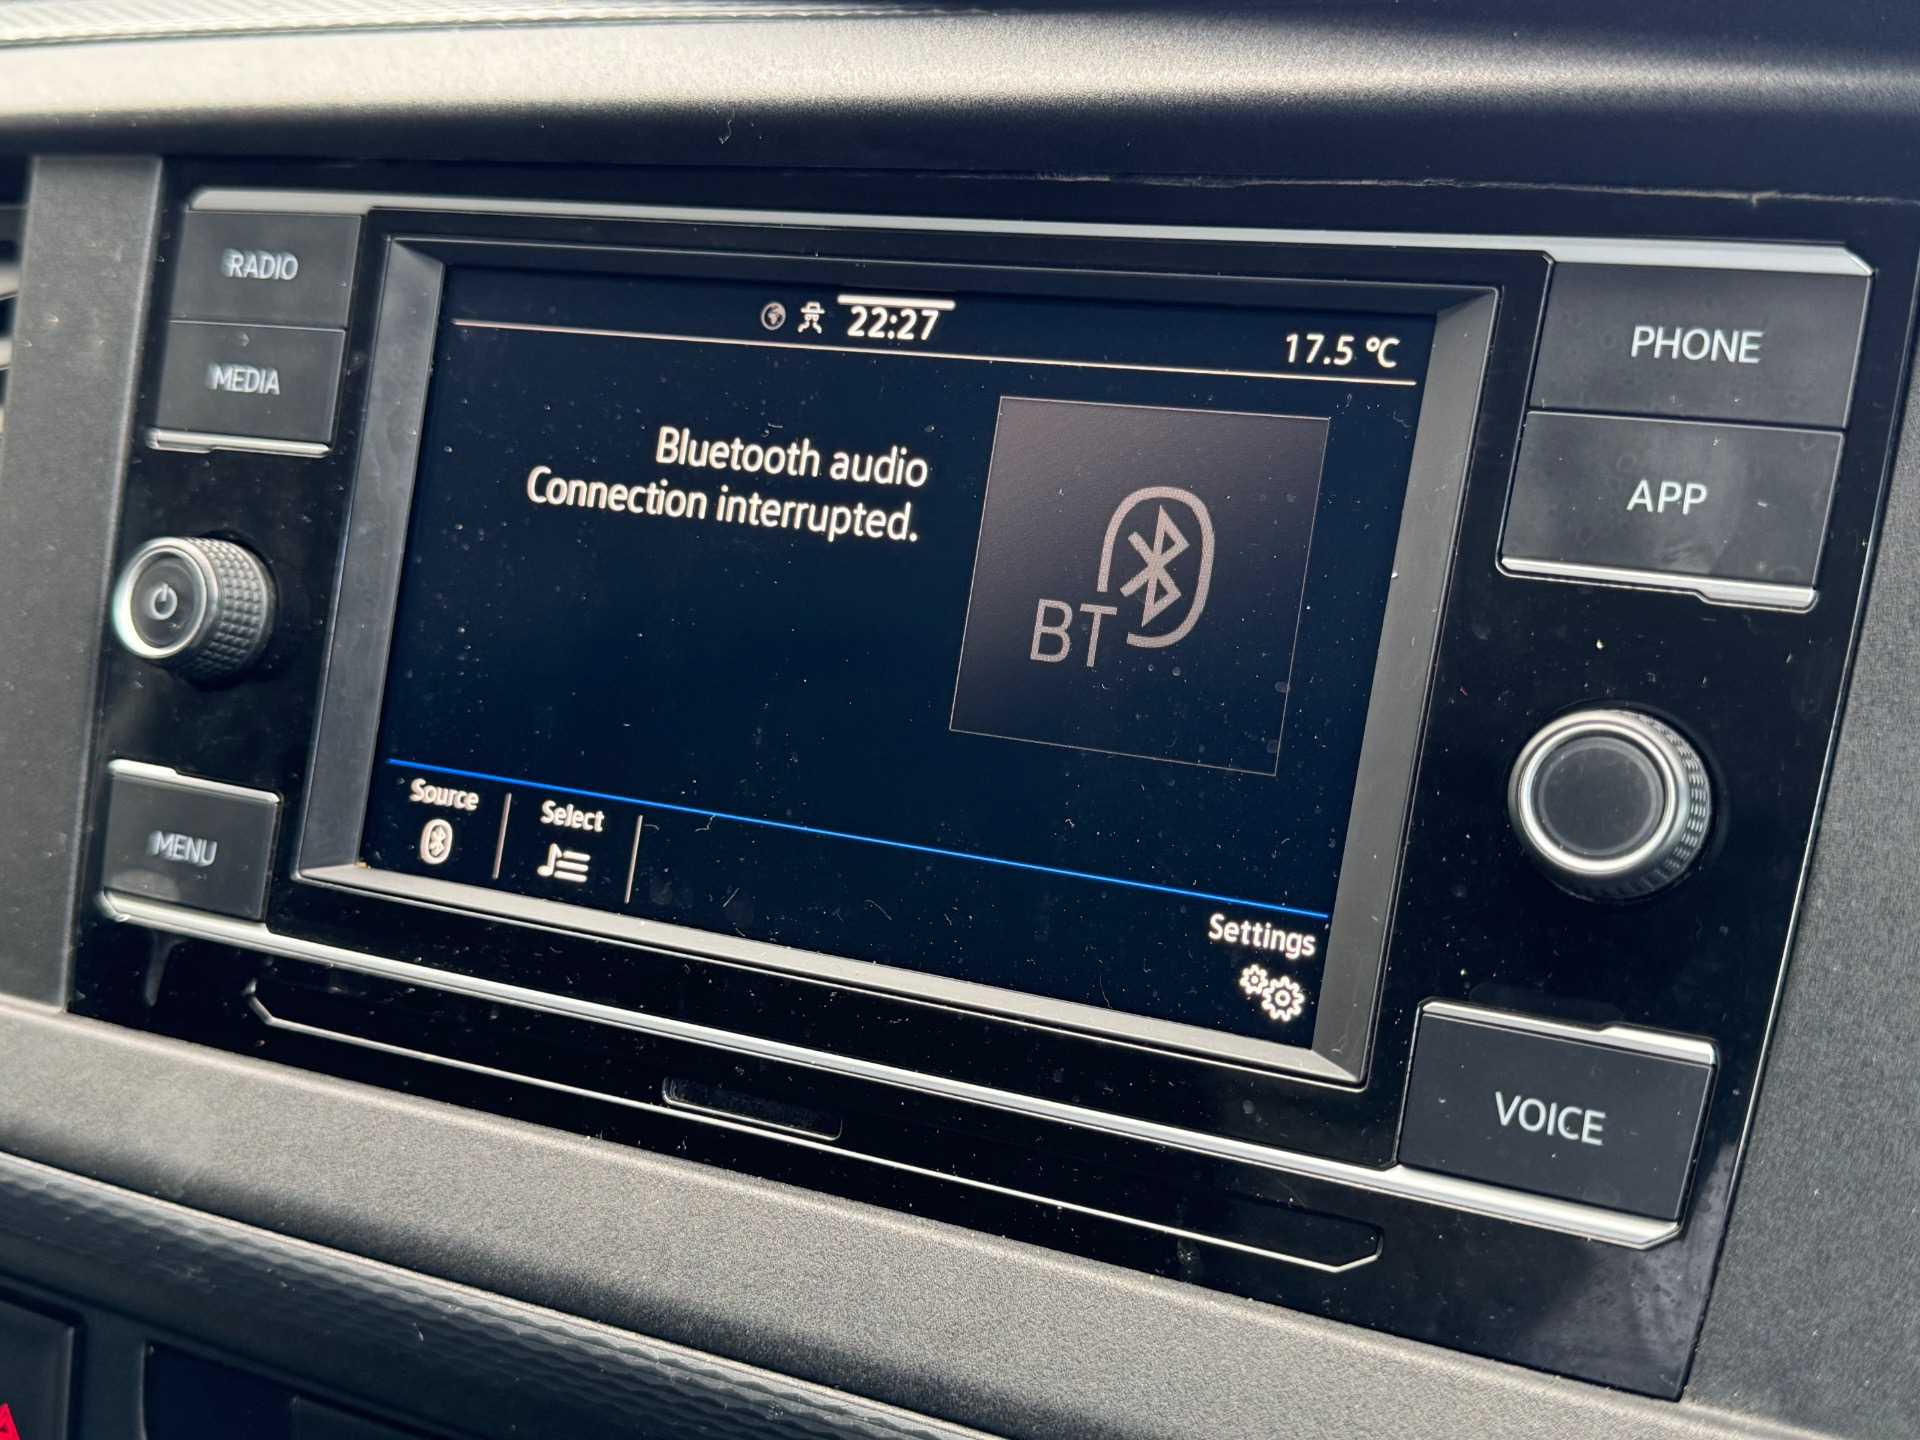 RADIO
MEDIA
MENU
22:27
17.5 °C
Bluetooth audio
Connection interrupted.
BT
Source
Select
Settings
PHONE
APP
VOICE